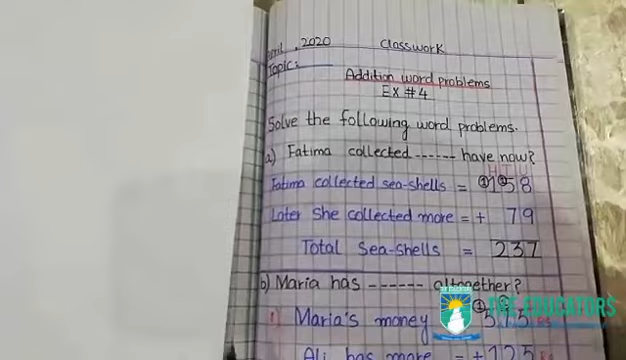 April, 2020 Classwork
Topic:
Addition word problems
EX #4
Solve the following word problems.
a) Fatima collected ------ have now?
H T U
Fatima collected sea-shells = ①1①58
Later She collected more = + 79
Total Sea-shells = 237
b) Maria has ------ altogether?
THE EDUCATORS
Maria's money
Ali has more = + 125